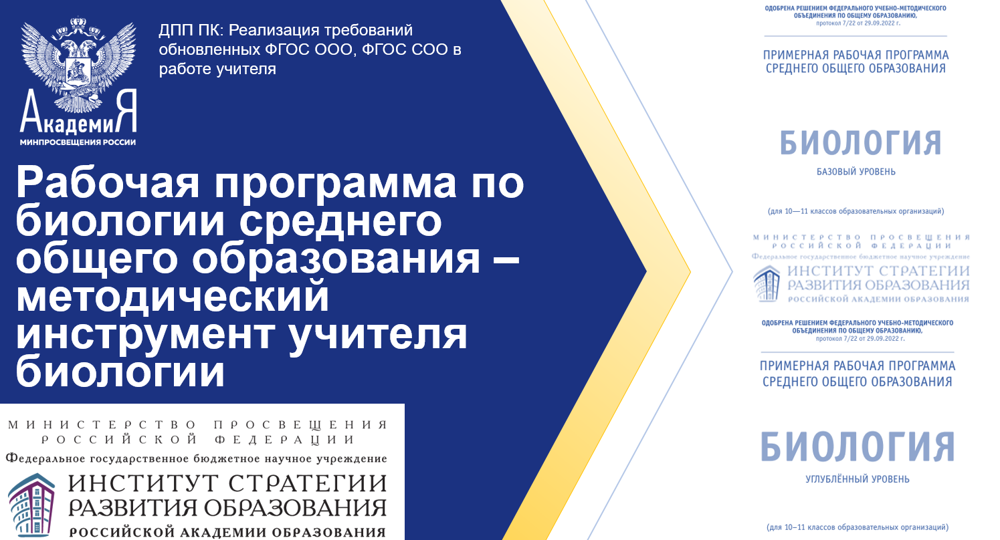 АкадемиЯ
МИНПРОСВЕЩЕНИЯ РОССИИ
ДПП ПК: Реализация требований
обновленных ФГОС ООО, ФГОС СОО в
работе учителя
Рабочая программа по
биологии среднего
общего образования –
методический
инструмент учителя
биологии
МИНИСТЕРСТВО ПРОСВЕЩЕНИЯ
РОССИЙСКОЙ ФЕДЕРАЦИИ
Федеральное государственное бюджетное научное учреждение
ИНСТИТУТ СТРАТЕГИИ
РАЗВИТИЯ ОБРАЗОВАНИЯ
РОССИЙСКОЙ АКАДЕМИИ ОБРАЗОВАНИЯ
ОДОБРЕНА РЕШЕНИЕМ ФЕДЕРАЛЬНОГО УЧЕБНО-МЕТОДИЧЕСКОГО
ОБЪЕДИНЕНИЯ ПО ОБЩЕМУ ОБРАЗОВАНИЮ,
протокол 7/22 от 29.09.2022 г.
ПРИМЕРНАЯ РАБОЧАЯ ПРОГРАММА
СРЕДНЕГО ОБЩЕГО ОБРАЗОВАНИЯ
БИОЛОГИЯ
БАЗОВЫЙ УРОВЕНЬ
(для 10—11 классов образовательных организаций)
МИНИСТЕРСТВО ПРОСВЕЩЕНИЯ
РОССИЙСКОЙ ФЕДЕРАЦИИ
Федеральное государственное бюджетное научное учреждение
ИНСТИТУТ СТРАТЕГИИ
РАЗВИТИЯ ОБРАЗОВАНИЯ
РОССИЙСКОЙ АКАДЕМИИ ОБРАЗОВАНИЯ
ОДОБРЕНА РЕШЕНИЕМ ФЕДЕРАЛЬНОГО УЧЕБНО-МЕТОДИЧЕСКОГО
ОБЪЕДИНЕНИЯ ПО ОБЩЕМУ ОБРАЗОВАНИЮ,
протокол 7/22 от 29.09.2022 г.
ПРИМЕРНАЯ РАБОЧАЯ ПРОГРАММА
СРЕДНЕГО ОБЩЕГО ОБРАЗОВАНИЯ
БИОЛОГИЯ
УГЛУБЛЁННЫЙ УРОВЕНЬ
(для 10–11 классов образовательных организаций)